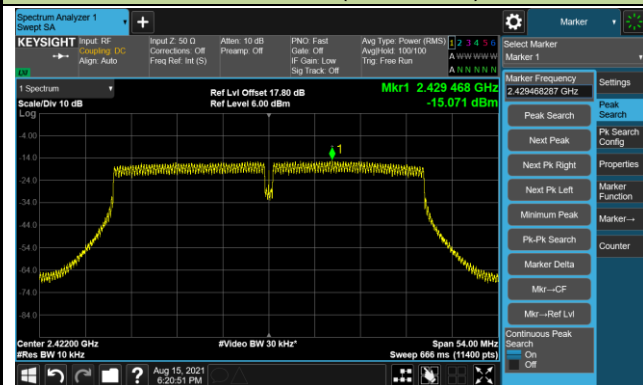 Spectrum Analyzer 1
Swept SA
Marker
KEYSIGHT
Input: RF
Coupling: DC
Align: Auto
Input Z: 50 Ω
Corrections: Off
Freq Ref: Int (S)
Atten: 10 dB
Preamp: Off
PNO: Fast
Gate: Off
IF Gain: Low
Sig Track: Off
Avg Type: Power (RMS)
Avg|Hold: 100/100
Trig: Free Run
1 2 3 4 5 6
A W W W W W
A N N N N N
LVI
Select Marker
Marker 1
1 Spectrum
Scale/Div 10 dB
Log
Ref Lvl Offset 17.80 dB
Ref Level 6.00 dBm
Mkr1 2.429 468 GHz
-15.071 dBm
-4.00
-14.0
-24.0
-34.0
-44.0
-54.0
-64.0
-74.0
-84.0
1
Center 2.42200 GHz
#Res BW 10 kHz
#Video BW 30 kHz*
Span 54.00 MHz
Sweep 666 ms (11400 pts)
Marker Frequency
2.429468287 GHz
Peak Search
Next Peak
Next Pk Right
Next Pk Left
Minimum Peak
Pk-Pk Search
Marker Delta
Mkr→CF
Mkr→Ref Lvl
Continuous Peak
Search
On
Off
Settings
Peak
Search
Pk Search
Config
Properties
Marker
Function
Marker→
Counter
Aug 15, 2021
6:20:51 PM